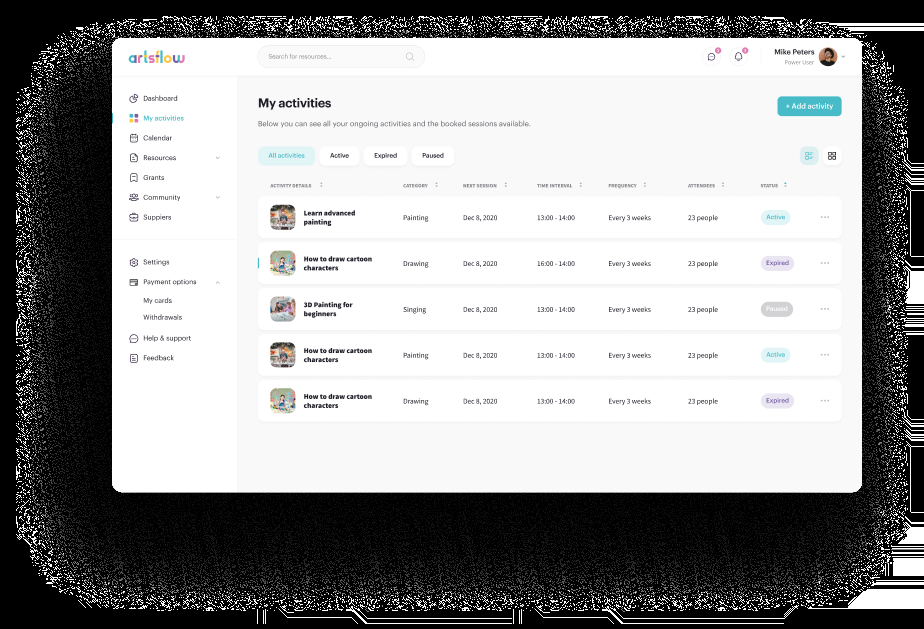 artsflow
Search for resources...
Mike Peters
Power User
Dashboard
My activities
Calendar
Resources
Grants
Community
Suppiers
Settings
Payment options
My cards
Withdrawals
Help & support
Feedback
My activities
+ Add activity
Below you can see all your ongoing activities and the booked sessions available.
All activities Active Expired Paused
ACTIVITY DETAILS CATEGORY NEXT SESSION TIME INTERVAL FREQUENCY ATTENDEES STATUS
Learn advanced
painting
Painting Dec 8, 2020 13:00 - 14:00 Every 3 weeks 23 people Active
How to draw cartoon
characters
Drawing Dec 8, 2020 16:00 - 14:00 Every 3 weeks 23 people Expired
3D Painting for
beginners
Singing Dec 8, 2020 13:00 - 14:00 Every 3 weeks 23 people Paused
How to draw cartoon
characters
Painting Dec 8, 2020 13:00 - 14:00 Every 3 weeks 23 people Active
How to draw cartoon
characters
Drawing Dec 8, 2020 13:00 - 14:00 Every 3 weeks 23 people Expired